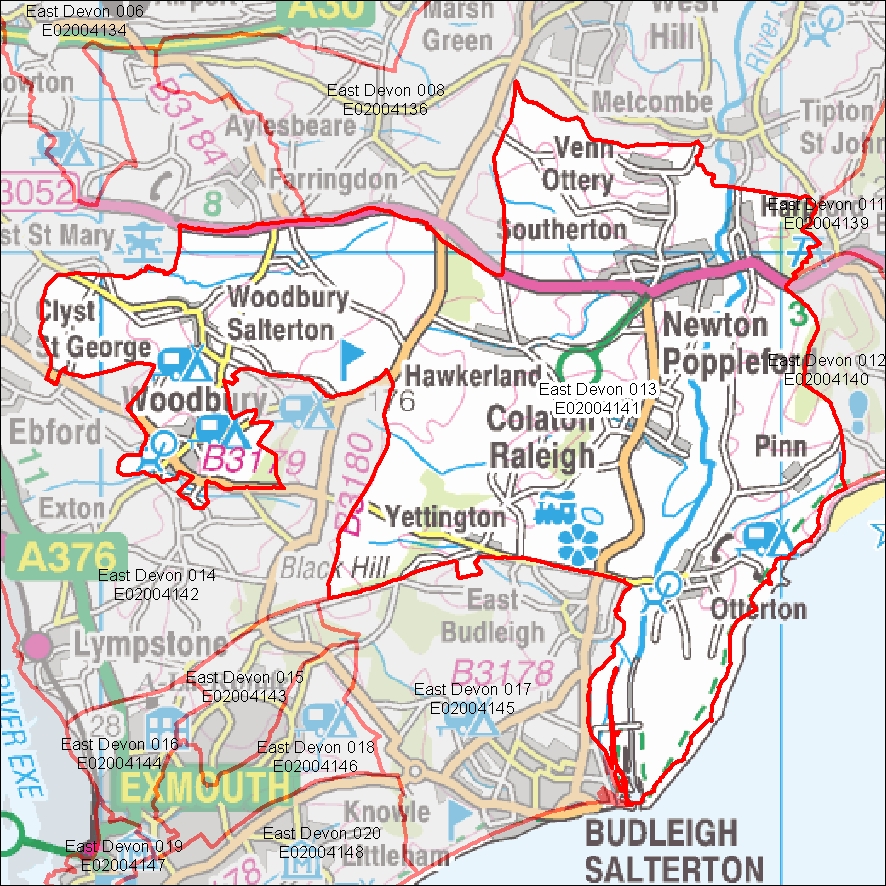 East Devon 006
E02004134
A30
Marsh
Green
West
Hill
River O
East Devon 008
E02004136
Metcombe
Tipton
St John
owton
B3184
Aylesbeare
Farringdon
3052
8
2
Venn
Ottery
Southerton
East Devon 011
E02004139
st St Mary
Clyst
St George
Woodbury
Salterton
Newton
Poppleford
3
East Devon 012
E02004140
Hawkerland
East Devon 013
E02004141
176
Colaton
Raleigh
Woodbury
Ebford
B3179
B3180
Pinn
11
Exton
A376
Yettington
East Devon 014
E02004142
Black Hill
East
Budleigh
Otterton
Lympstone
B3178
East Devon 015
E02004143
East Devon 017
E02004145
28
East Devon 016
E02004144
East Devon 018
E02004146
RIVER EXE
EXMOUTH
Knowle
Littleham
East Devon 019
E02004147
East Devon 020
E02004148
BUDLEIGH
SALTERTON